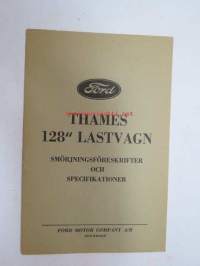 Ford
THAMES
128" LASTVAGN
SMÖRJNINGSFÖRESKRIFTER
OCH
SPECIFIKATIONER
FORD MOTOR COMPANY A/B